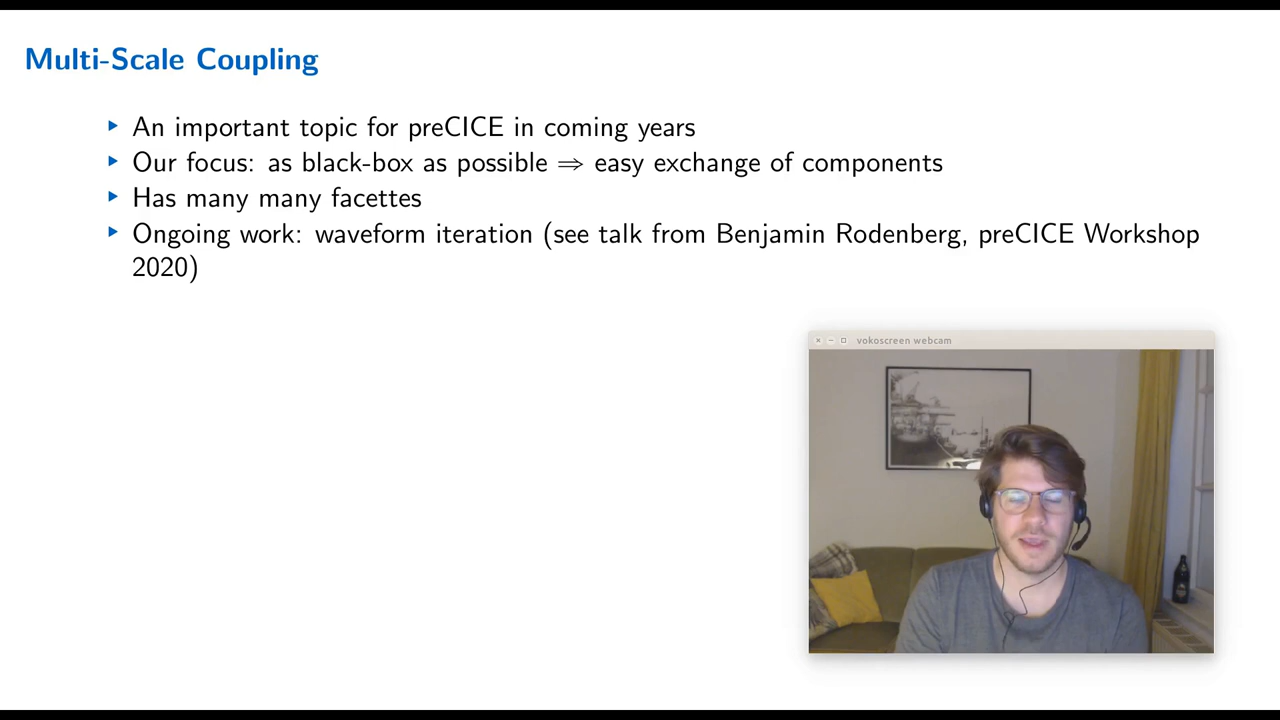 Multi-Scale Coupling
▸ An important topic for preCICE in coming years
▸ Our focus: as black-box as possible ⇒ easy exchange of components
▸ Has many many facettes
▸ Ongoing work: waveform iteration (see talk from Benjamin Rodenberg, preCICE Workshop
2020)
vokoscreen webcam